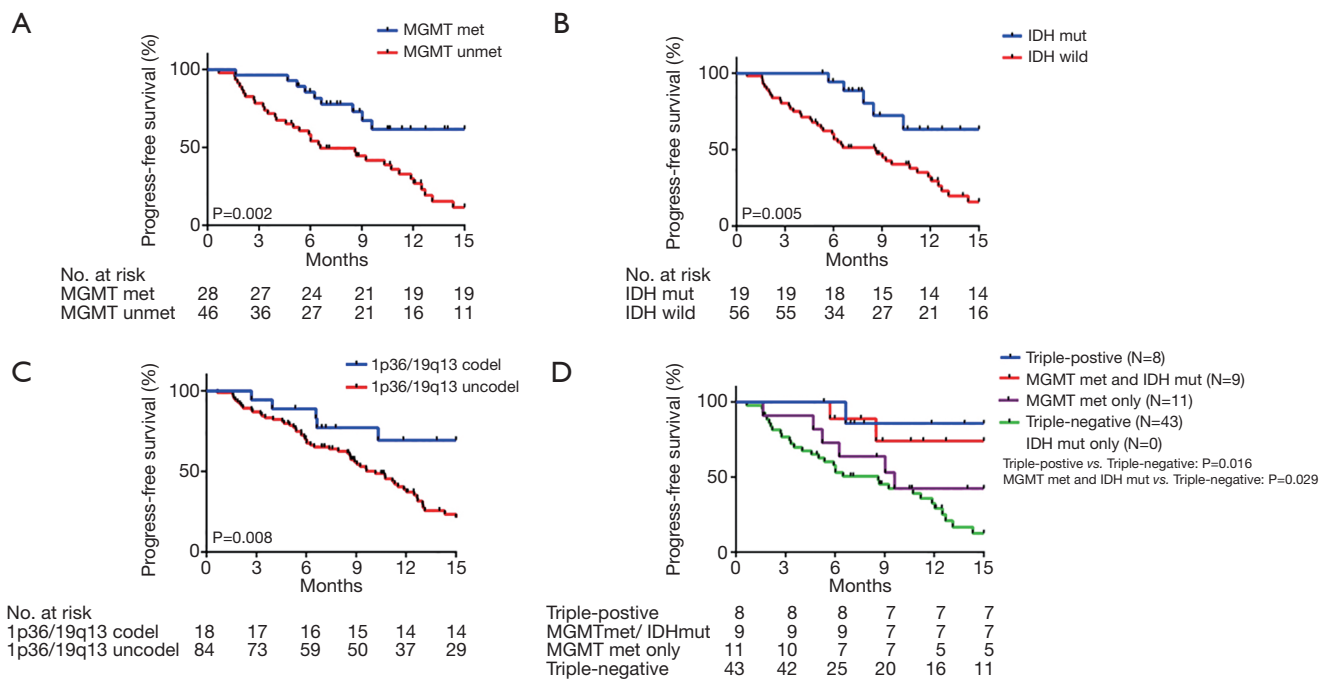 A
MGMT met
MGMT unmet
Progress-free survival (%)
100
50
0
P=0.002
0 3 6 9 12 15
Months
No. at risk
MGMT met 28 27 24 21 19 19
MGMT unmet 46 36 27 21 16 11
B
IDH mut
IDH wild
Progress-free survival (%)
100
50
0
P=0.005
0 3 6 9 12 15
Months
No. at risk
IDH mut 19 19 18 15 14 14
IDH wild 56 55 34 27 21 16
C
1p36/19q13 codel
1p36/19q13 uncodel
Progress-free survival (%)
100
50
0
P=0.008
0 3 6 9 12 15
Months
No. at risk
1p36/19q13 codel 18 17 16 15 14 14
1p36/19q13 uncodel 84 73 59 50 37 29
D
Triple-postive (N=8)
MGMT met and IDH mut (N=9)
MGMT met only (N=11)
Triple-negative (N=43)
IDH mut only (N=0)
Triple-postive vs. Triple-negative: P=0.016
MGMT met and IDH mut vs. Triple-negative: P=0.029
Progress-free survival (%)
100
50
0
0 3 6 9 12 15
Months
Triple-postive 8 8 8 7 7 7
MGMTmet/ IDHmut 9 9 9 7 7 7
MGMT met only 11 10 7 7 5 5
Triple-negative 43 42 25 20 16 11